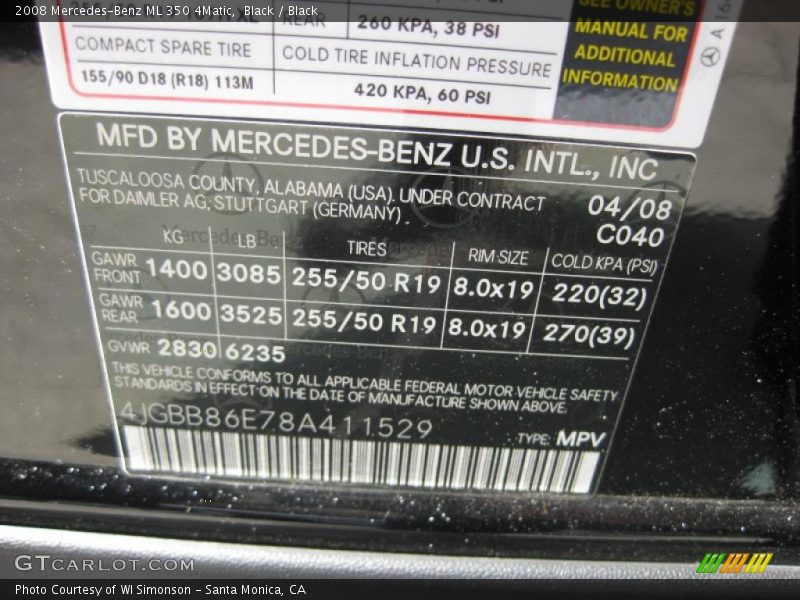 2008 Mercedes-Benz ML 350 4Matic, Black / Black
REAR 260 KPA, 38 PSI
COMPACT SPARE TIRE COLD TIRE INFLATION PRESSURE
155/90 D18 (R18) 113M 420 KPA, 60 PSI
SEE OWNER'S
MANUAL FOR
ADDITIONAL
INFORMATION
MFD BY MERCEDES-BENZ U.S. INTL., INC
TUSCALOOSA COUNTY, ALABAMA (USA). UNDER CONTRACT
FOR DAIMLER AG, STUTTGART (GERMANY)
04/08
C040
KG LB TIRES RIM SIZE COLD KPA (PSI)
GAWR
FRONT 1400 3085 255/50 R19 8.0x19 220(32)
GAWR
REAR 1600 3525 255/50 R19 8.0x19 270(39)
GVWR 2830 6235
THIS VEHICLE CONFORMS TO ALL APPLICABLE FEDERAL MOTOR VEHICLE SAFETY
STANDARDS IN EFFECT ON THE DATE OF MANUFACTURE SHOWN ABOVE.
4JGBB86E78A411529
TYPE: MPV
GTCARLOT.COM
Photo Courtesy of WI Simonson - Santa Monica, CA